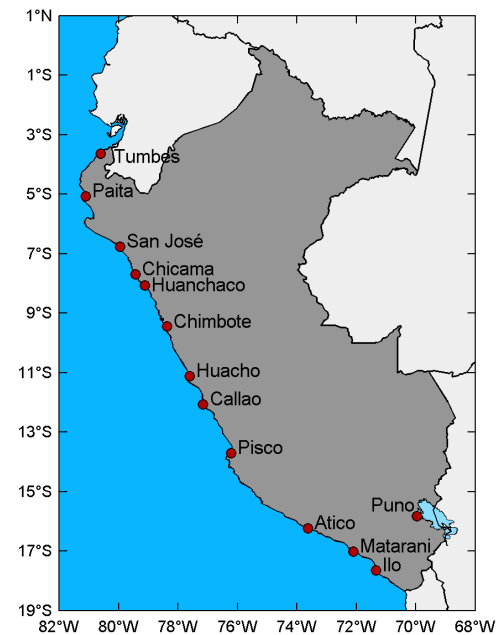 1°N
1°S
3°S
Tumbes
5°S
Paita
7°S
San José
Chicama
Huanchaco
9°S
Chimbote
11°S
Huacho
Callao
13°S
Pisco
15°S
Puno
Atico
17°S
Matarani
Ilo
19°S
82°W 80°W 78°W 76°W 74°W 72°W 70°W 68°W